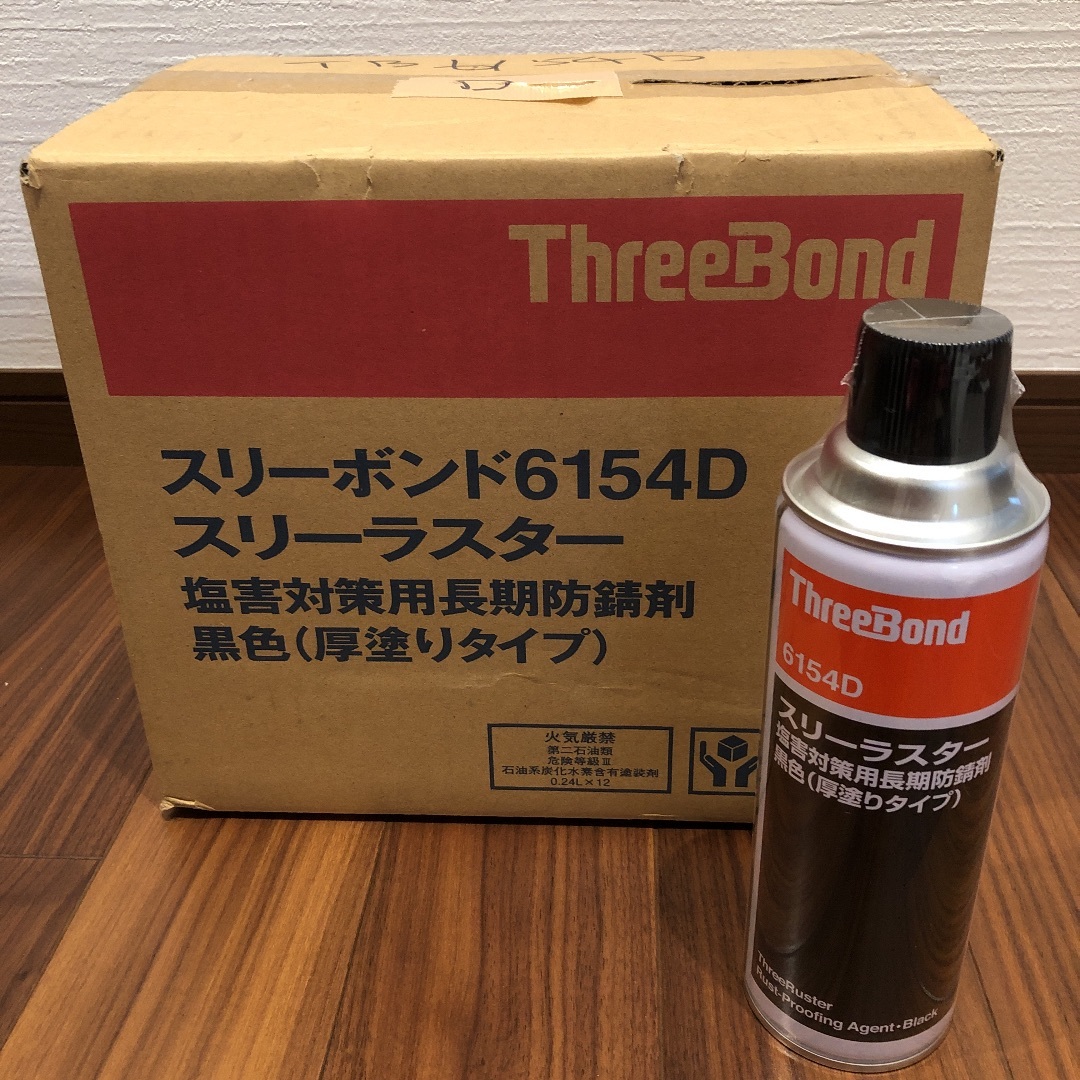 ThreeBond
スリーボンド6154D
スリーラスター
塩害対策用長期防錆剤
黒色(厚塗りタイプ)
火気厳禁
第二石油類
危険等級Ⅲ
石油系炭化水素含有塗装剤
0.24L×12
ThreeBond
6154D
スリーラスター
塩害対策用長期防錆剤
黒色(厚塗りタイプ)
ThreeRuster
Rust-Proofing Agent・Black